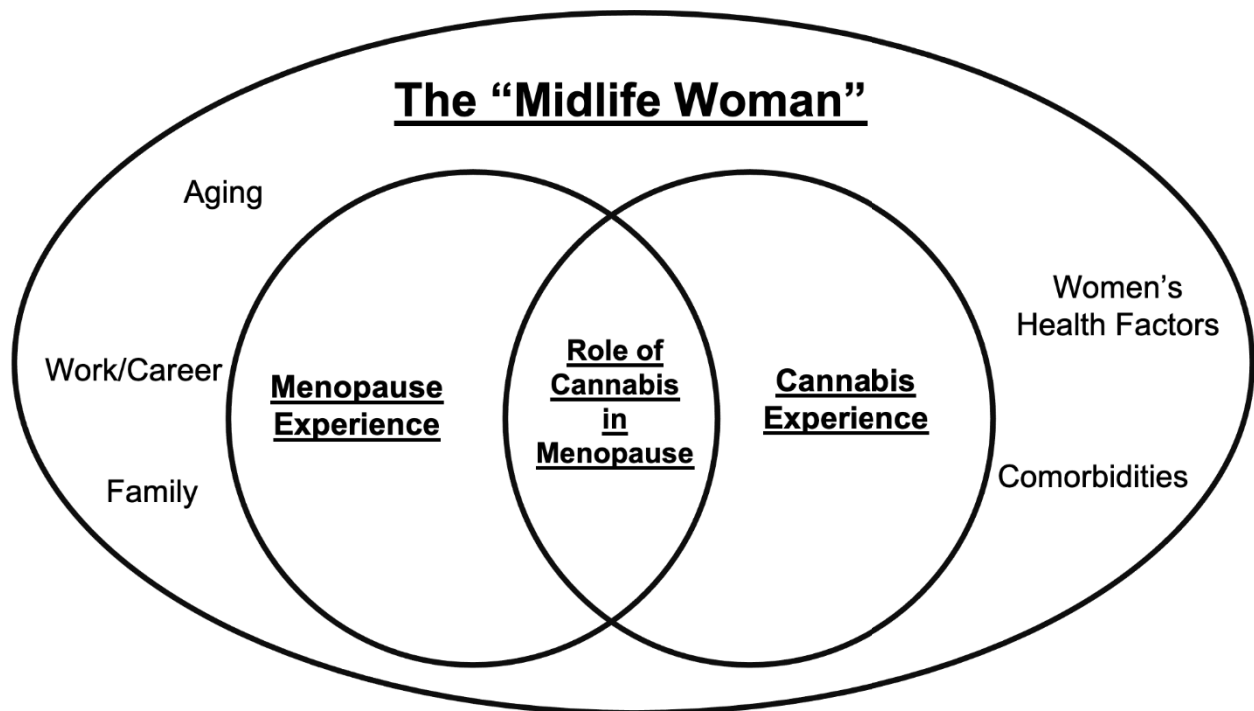 The “Midlife Woman”
Aging
Women’s
Health Factors
Work/Career
Menopause
Experience
Role of
Cannabis
in
Menopause
Cannabis
Experience
Family
Comorbidities